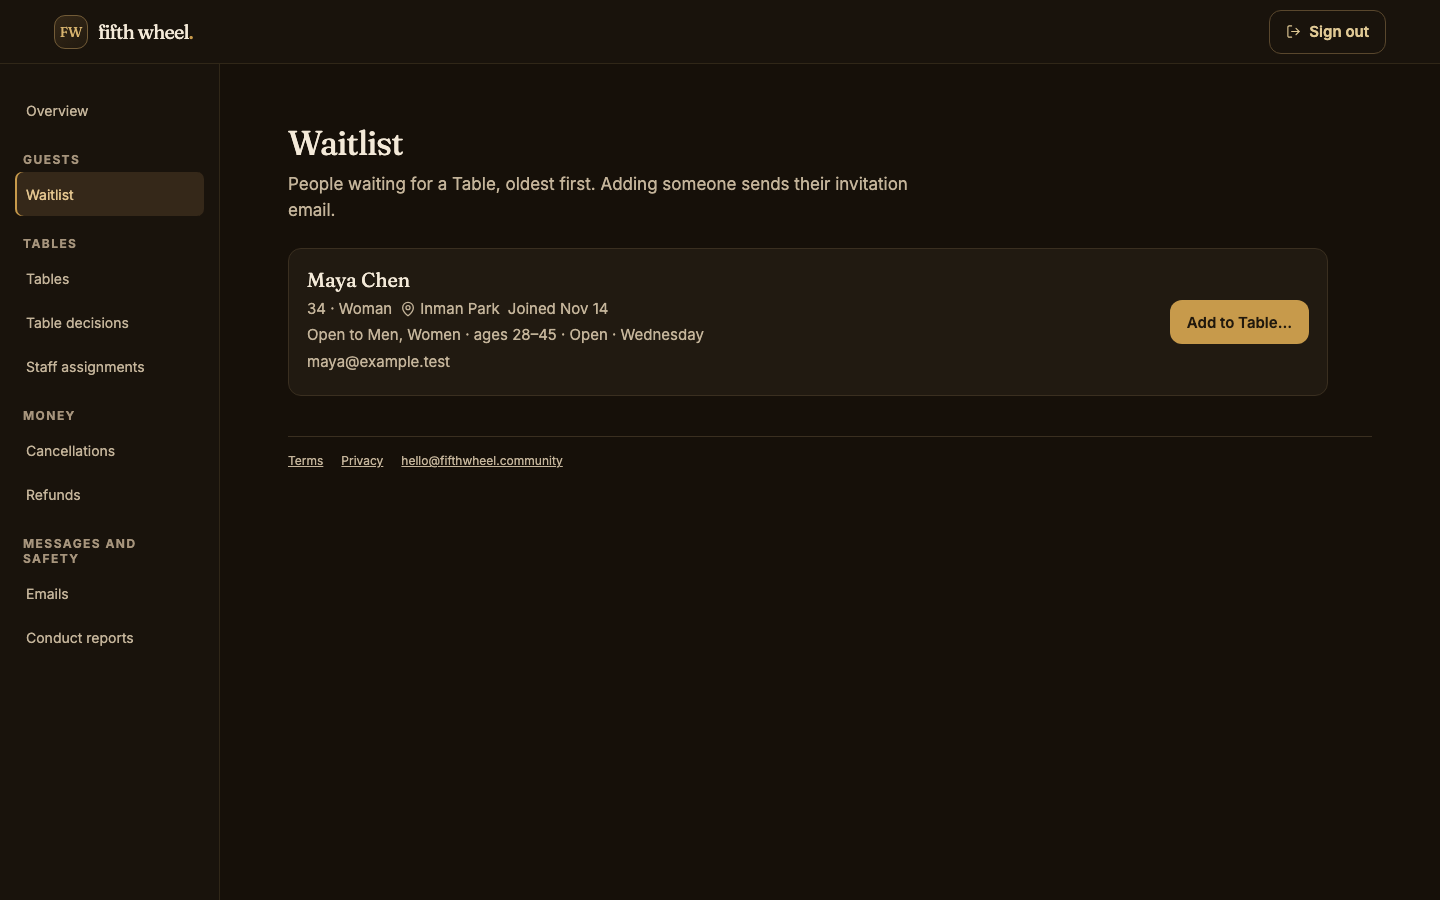 FW fifth wheel.
Sign out
Overview
GUESTS
Waitlist
TABLES
Tables
Table decisions
Staff assignments
MONEY
Cancellations
Refunds
MESSAGES AND
SAFETY
Emails
Conduct reports
Waitlist
People waiting for a Table, oldest first. Adding someone sends their invitation
email.
Maya Chen
34 · Woman Inman Park Joined Nov 14
Open to Men, Women · ages 28–45 · Open · Wednesday
maya@example.test
Add to Table...
Terms Privacy hello@fifthwheel.community